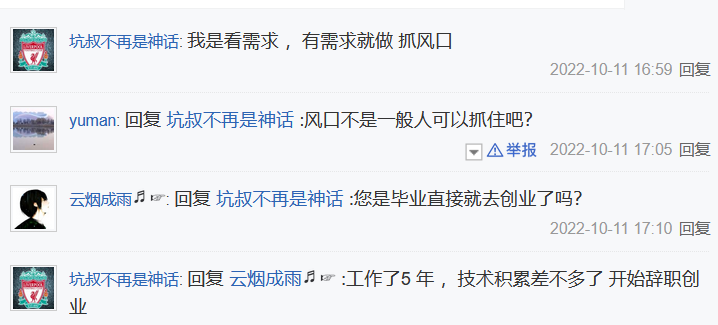 坑叔不再是神话: 我是看需求 ，有需求就做 抓风口
2022-10-11 16:59 回复
yuman: 回复 坑叔不再是神话 :风口不是一般人可以抓住吧?
举报 2022-10-11 17:05 回复
云烟成雨♬☞: 回复 坑叔不再是神话 :您是毕业直接就去创业了吗?
2022-10-11 17:10 回复
坑叔不再是神话: 回复 云烟成雨♬☞ :工作了5 年 ，技术积累差不多了 开始辞职创
业